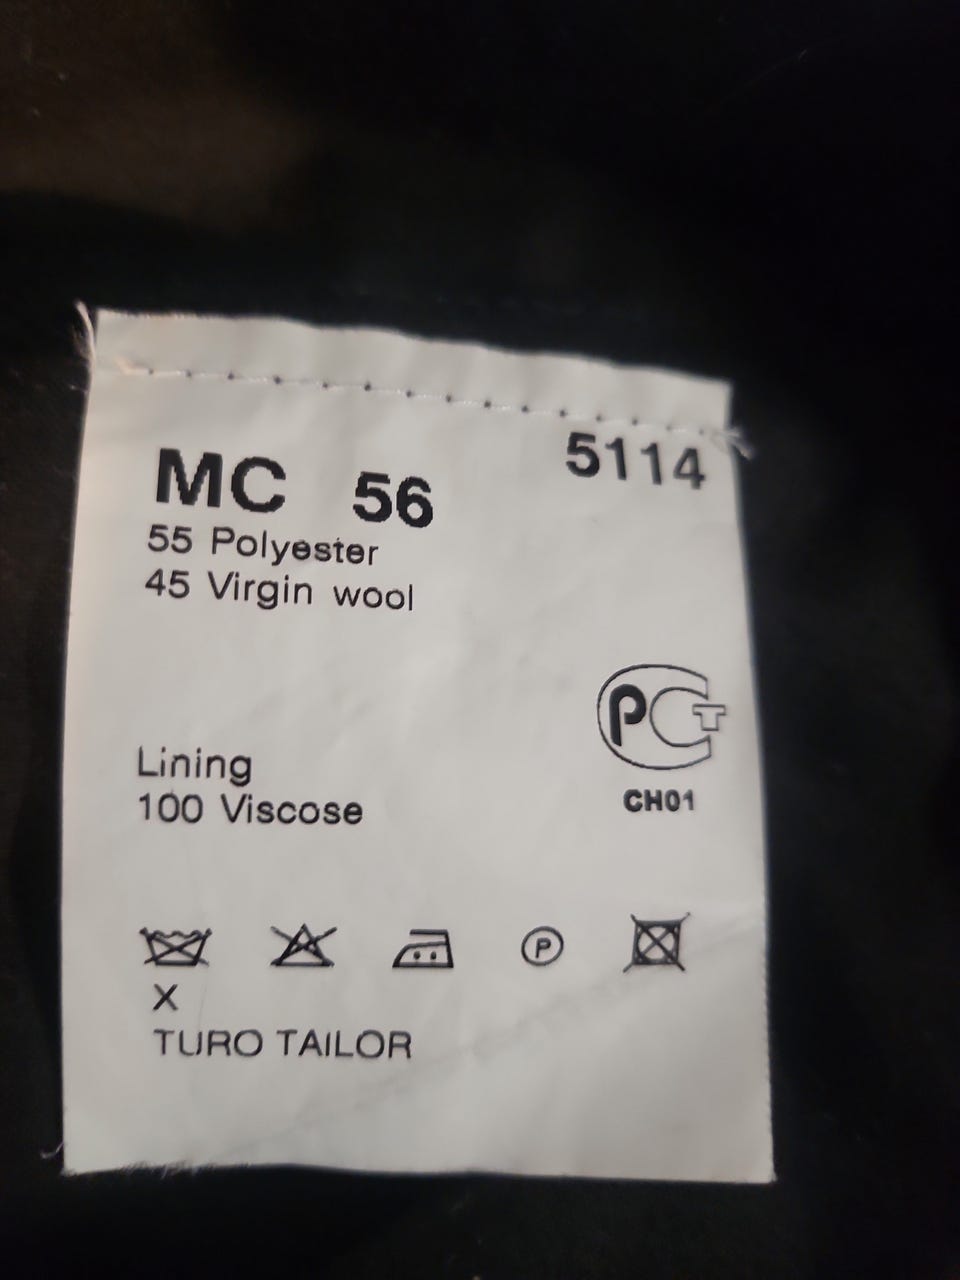 MC 56 5114
55 Polyester
45 Virgin wool
PCT
CH01
Lining
100 Viscose
P
X
TURO TAILOR